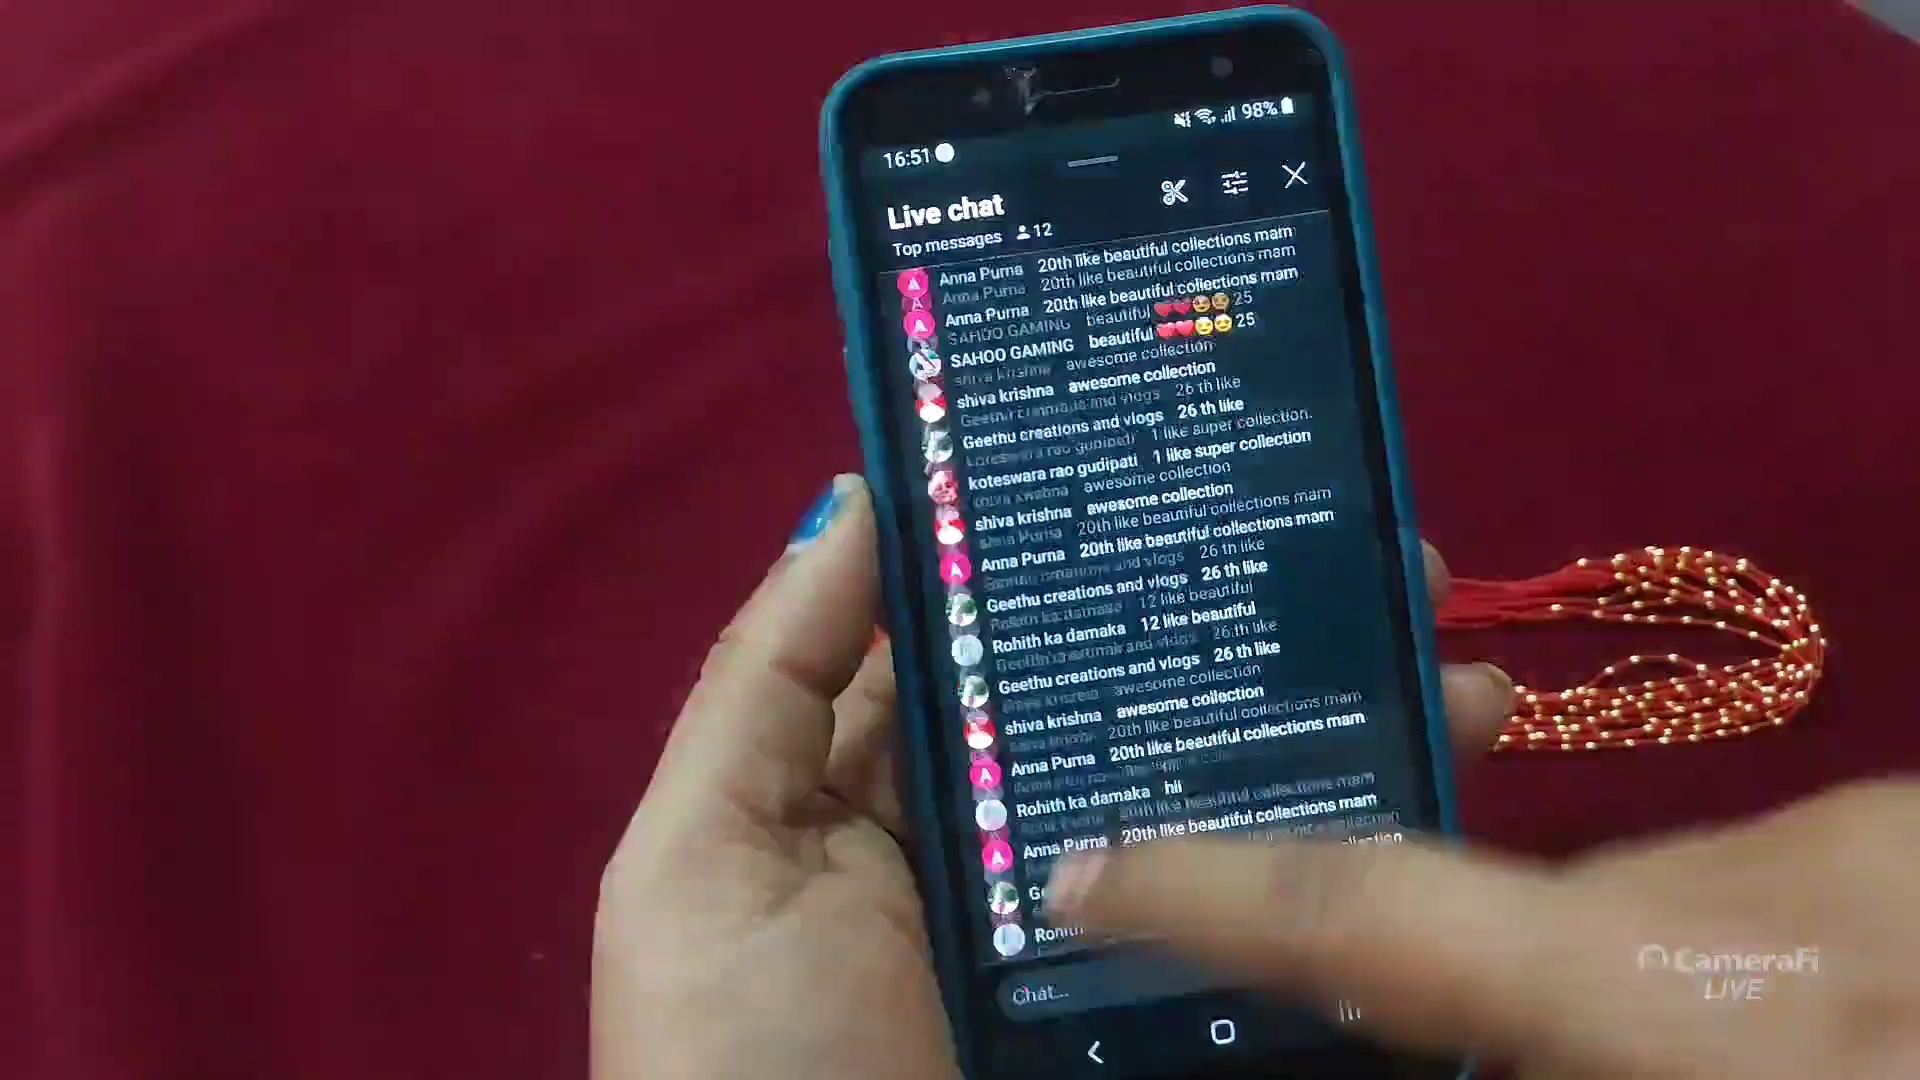 16:51
98%
Live chat
Top messages 12
Anna Purna 20th like beautiful collections mam
Anna Purna 20th like beautiful collections mam
SAHOO GAMING beautiful ❤️❤️ 25
shiva krishna awesome collection
Geethu creations and vlogs 26 th like
koteswara rao gudipati 1 like super collection
shiva krishna awesome collection
Anna Purna 20th like beautiful collections mam
Geethu creations and vlogs 26 th like
Rohith ka damaka 12 like beautiful
Geethu creations and vlogs 26 th like
shiva krishna awesome collection
Anna Purna 20th like beautiful collections mam
Rohith ka damaka hii
Anna Purna 20th like beautiful collections mam
Chat...
CameraFi
LIVE